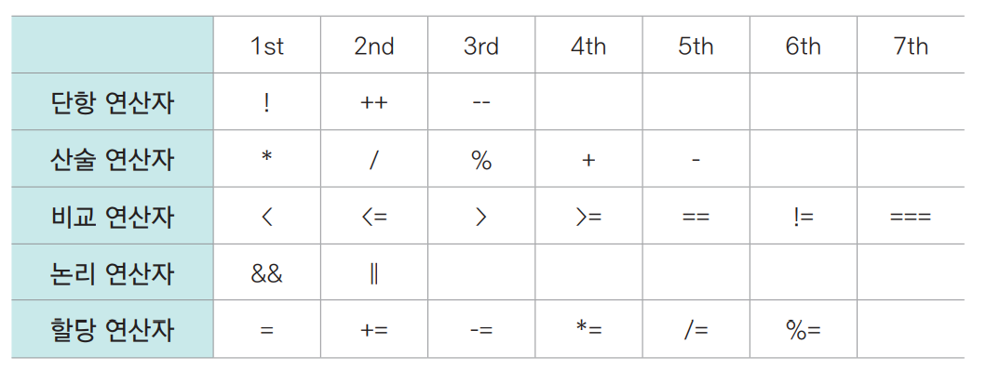 1st 2nd 3rd 4th 5th 6th 7th
단항 연산자 ! ++ --
산술 연산자 * / % + -
비교 연산자 < <= > >= == != ===
논리 연산자 && ||
할당 연산자 = += -= *= /= %=